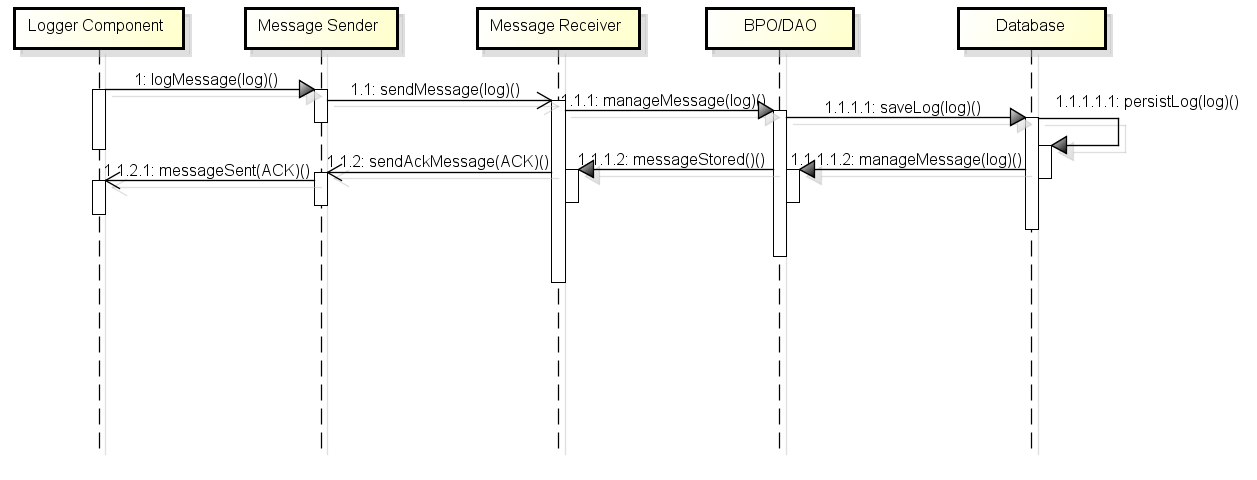 Logger Component
Message Sender
Message Receiver
BPO/DAO
Database
1: logMessage(log)()
1.1: sendMessage(log)()
1.1.1: manageMessage(log)()
1.1.1.1: saveLog(log)()
1.1.1.1.1: persistLog(log)()
1.1.2.1: messageSent(ACK)()
1.1.2: sendAckMessage(ACK)()
1.1.1.2: messageStored()()
1.1.1.1.2: manageMessage(log)()